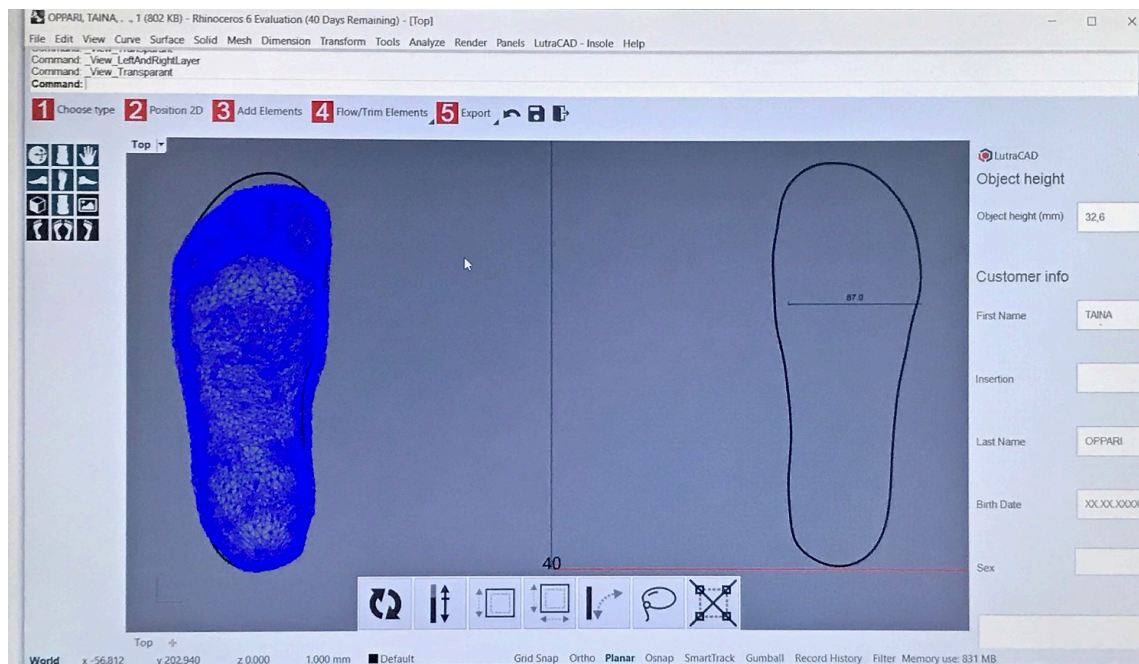 OPPARI, TAINA, . ., 1 (802 KB) - Rhinoceros 6 Evaluation (40 Days Remaining) - [Top]
File Edit View Curve Surface Solid Mesh Dimension Transform Tools Analyze Render Panels LutraCAD - Insole Help
Command: _View_LeftAndRightLayer
Command: _View_Transparant
Command:
1 Choose type 2 Position 2D 3 Add Elements 4 Flow/Trim Elements 5 Export
Top
LutraCAD
Object height
Object height (mm) 32,6
Customer info
87.0
First Name TAINA
Insertion
Last Name OPPARI
Birth Date XX.XX.XXXX
40
Sex
Top
World x -56.812 y 202.940 z 0.000 1.000 mm Default Grid Snap Ortho Planar Osnap SmartTrack Gumball Record History Filter Memory use: 831 MB